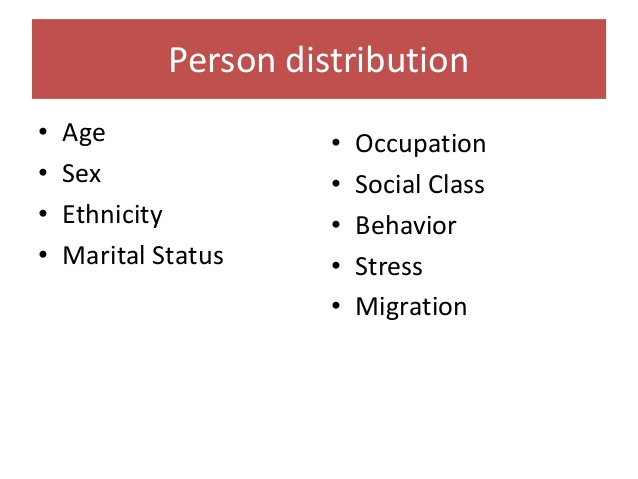 Person distribution
• Age
• Sex
• Ethnicity
• Marital Status
• Occupation
• Social Class
• Behavior
• Stress
• Migration